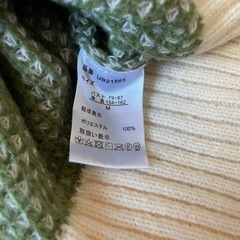 品番 UB21565
サイズ
バスト 79~87
身長 154~162
M
組成表示
ポリエステル 100%
取扱い表示